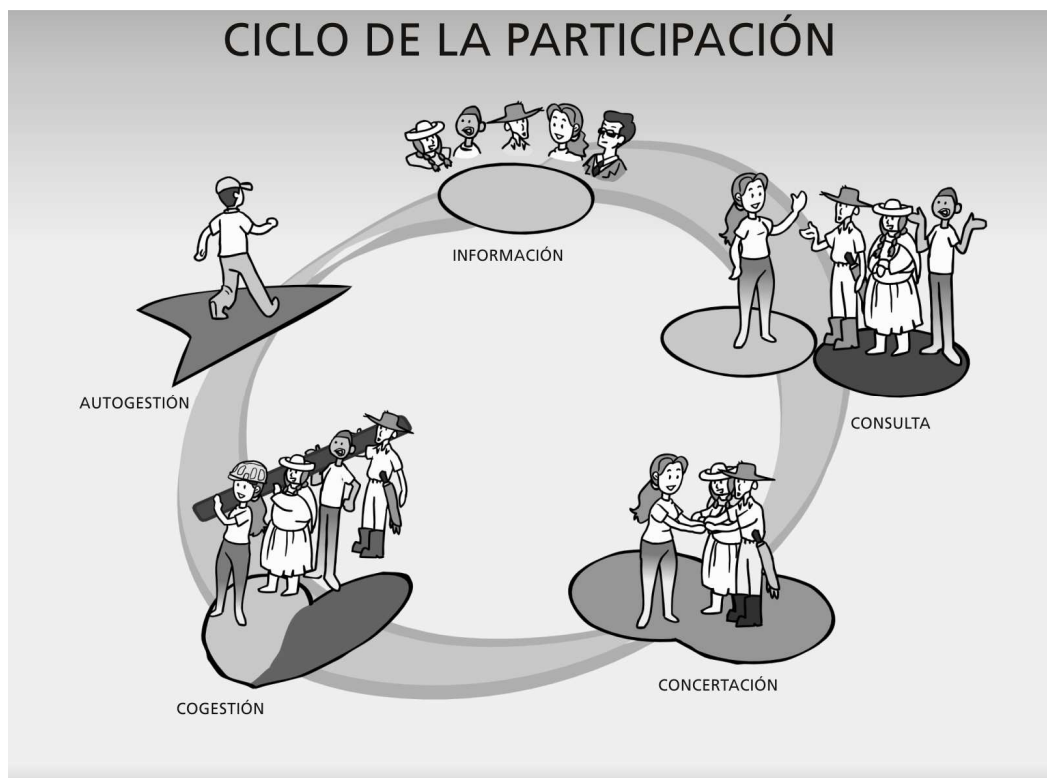 CICLO DE LA PARTICIPACIÓN
INFORMACIÓN
CONSULTA
CONCERTACIÓN
COGESTIÓN
AUTOGESTIÓN